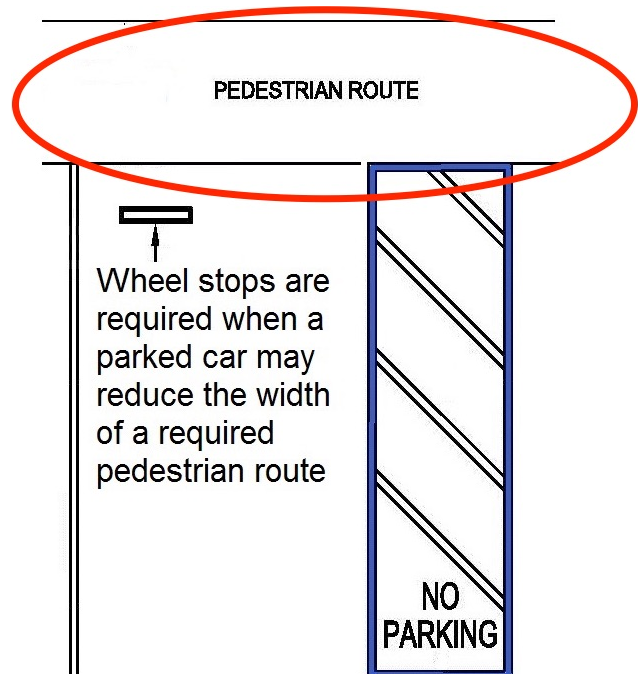 PEDESTRIAN ROUTE
Wheel stops are
required when a
parked car may
reduce the width
of a required
pedestrian route
NO
PARKING